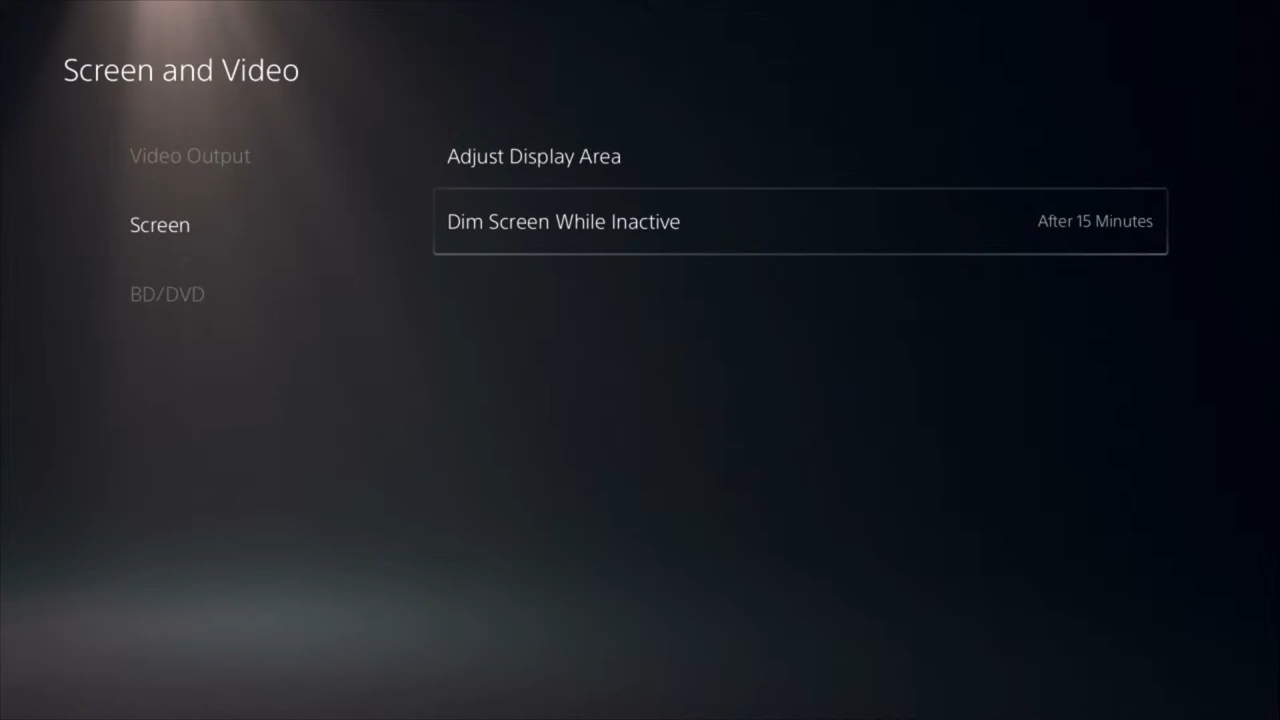 Screen and Video
Video Output
Screen
BD/DVD
Adjust Display Area
Dim Screen While Inactive After 15 Minutes